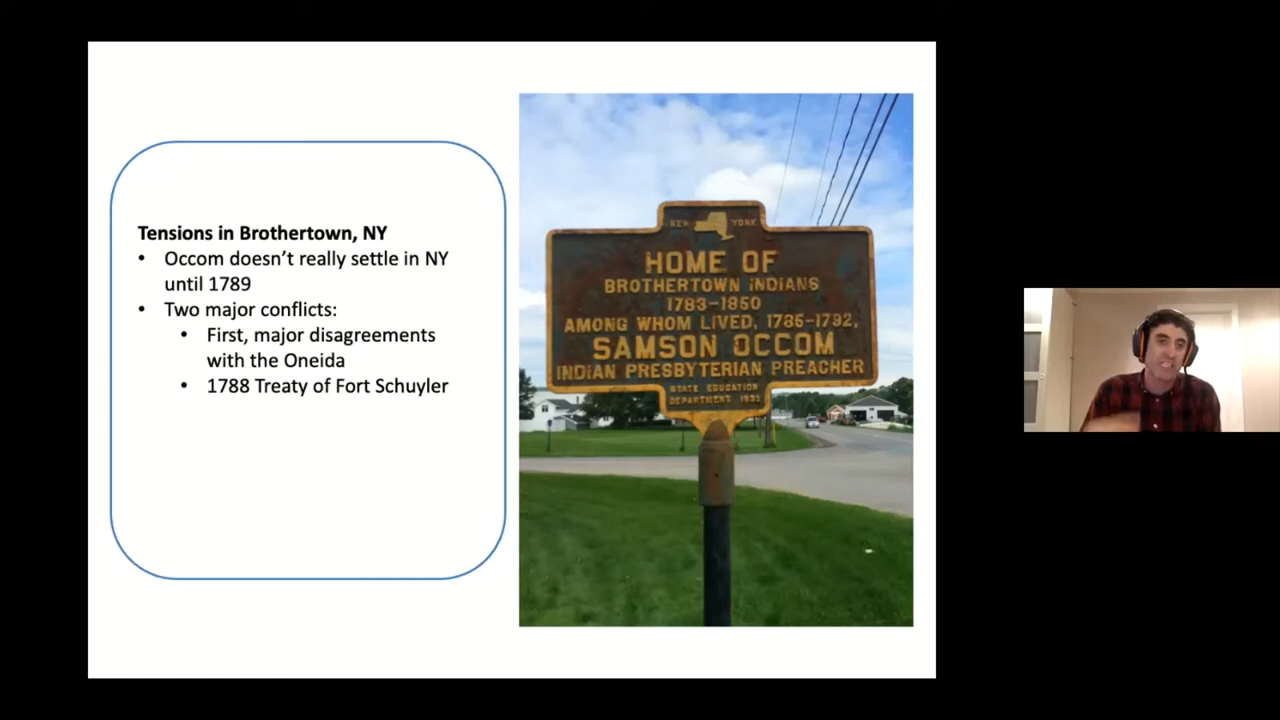 Tensions in Brothertown, NY
• Occom doesn't really settle in NY
until 1789
• Two major conflicts:
• First, major disagreements
with the Oneida
• 1788 Treaty of Fort Schuyler
NEW YORK
HOME OF
BROTHERTOWN INDIANS
1783-1850
AMONG WHOM LIVED, 1785-1792,
SAMSON OCCOM
INDIAN PRESBYTERIAN PREACHER
STATE EDUCATION
DEPARTMENT